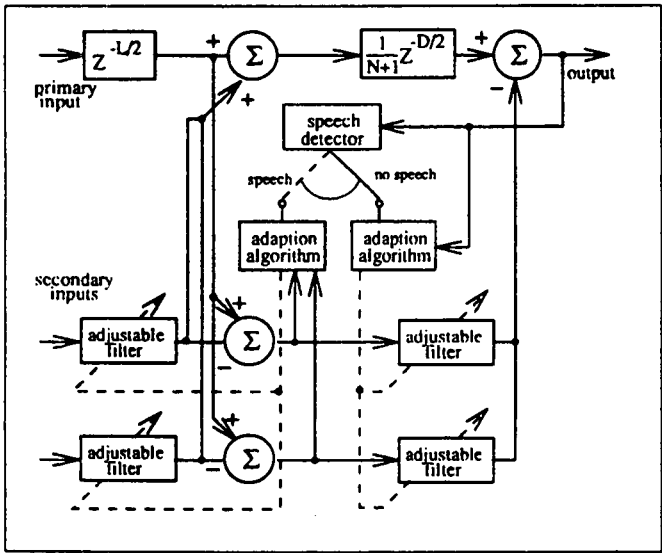 Z^-L/2
+
Σ
1/N+1 Z^-D/2
+
Σ
primary
input
+
−
output
speech
detector
speech
no speech
adaption
algorithm
adaption
algorithm
secondary
inputs
adjustable
filter
+
Σ
−
adjustable
filter
adjustable
filter
+
Σ
−
adjustable
filter